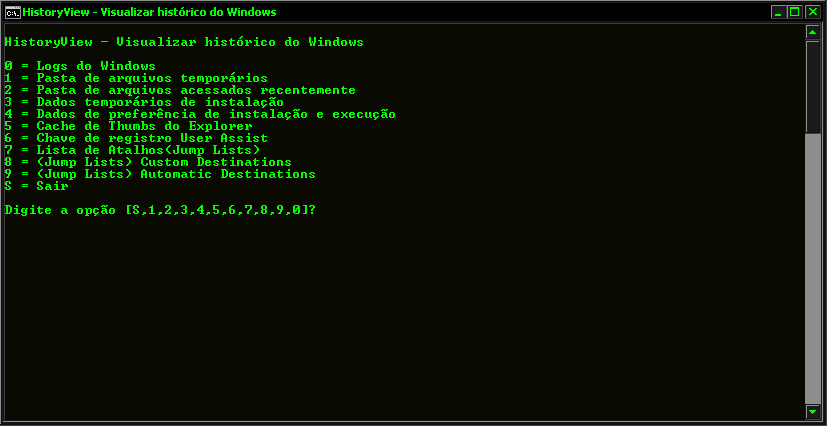 HistoryView - Visualizar histórico do Windows
HistoryView - Visualizar histórico do Windows
0 = Logs do Windows
1 = Pasta de arquivos temporários
2 = Pasta de arquivos acessados recentemente
3 = Dados temporários de instalação
4 = Dados de preferência de instalação e execução
5 = Cache de Thumbs do Explorer
6 = Chave de registro User Assist
7 = Lista de Atalhos(Jump Lists)
8 = (Jump Lists) Custom Destinations
9 = (Jump Lists) Automatic Destinations
S = Sair
Digite a opção [S,1,2,3,4,5,6,7,8,9,0]?